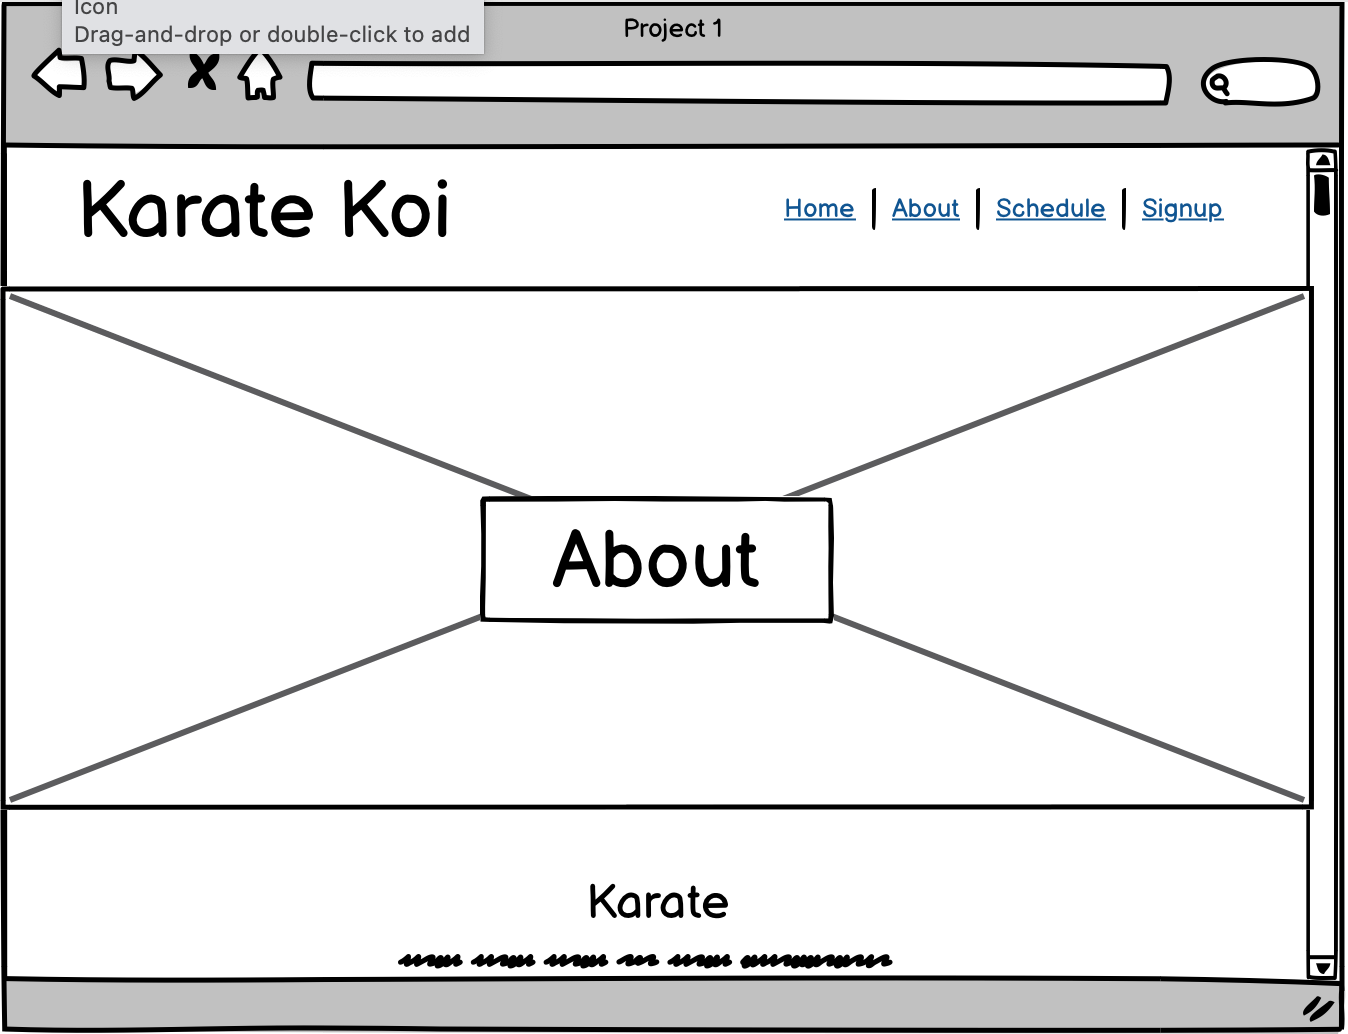 Icon
Drag-and-drop or double-click to add
Project 1
Karate Koi
Home | About | Schedule | Signup
About
Karate